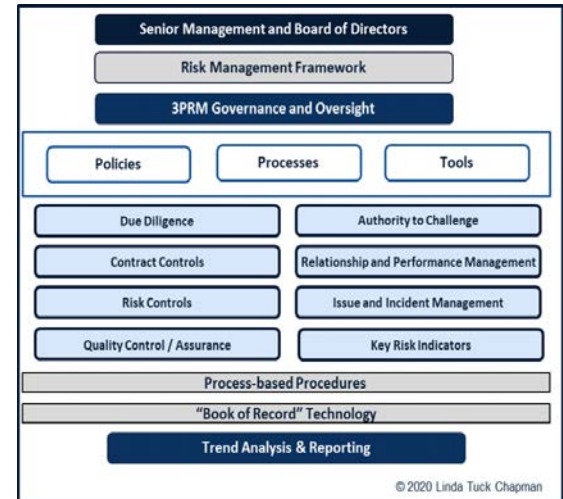 Senior Management and Board of Directors
Risk Management Framework
3PRM Governance and Oversight
Policies
Processes
Tools
Due Diligence
Authority to Challenge
Contract Controls
Relationship and Performance Management
Risk Controls
Issue and Incident Management
Quality Control / Assurance
Key Risk Indicators
Process-based Procedures
“Book of Record” Technology
Trend Analysis & Reporting
© 2020 Linda Tuck Chapman